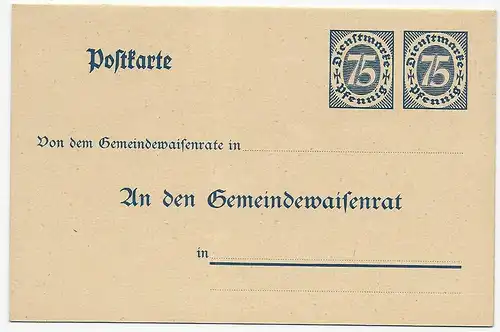 Postkarte
Dienstmarke 75 Pfennig
Dienstmarke 75 Pfennig
Von dem Gemeindewaisenrate in
An den Gemeindewaisenrat
in